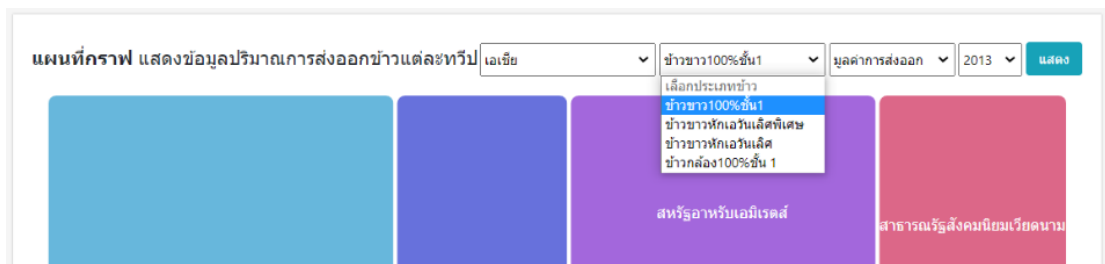 แผนที่กราฟ แสดงข้อมูลปริมาณการส่งออกข้าวแต่ละทวีป เอเชีย ข้าวขาว100%ชั้น1 มูลค่าการส่งออก 2013 แสดง
เลือกประเภทข้าว
ข้าวขาว100%ชั้น1
ข้าวขาวหักเอวันเลิศพิเศษ
ข้าวขาวหักเอวันเลิศ
ข้าวกล้อง100%ชั้น 1
สหรัฐอาหรับเอมิเรตส์
สาธารณรัฐสังคมนิยมเวียดนาม